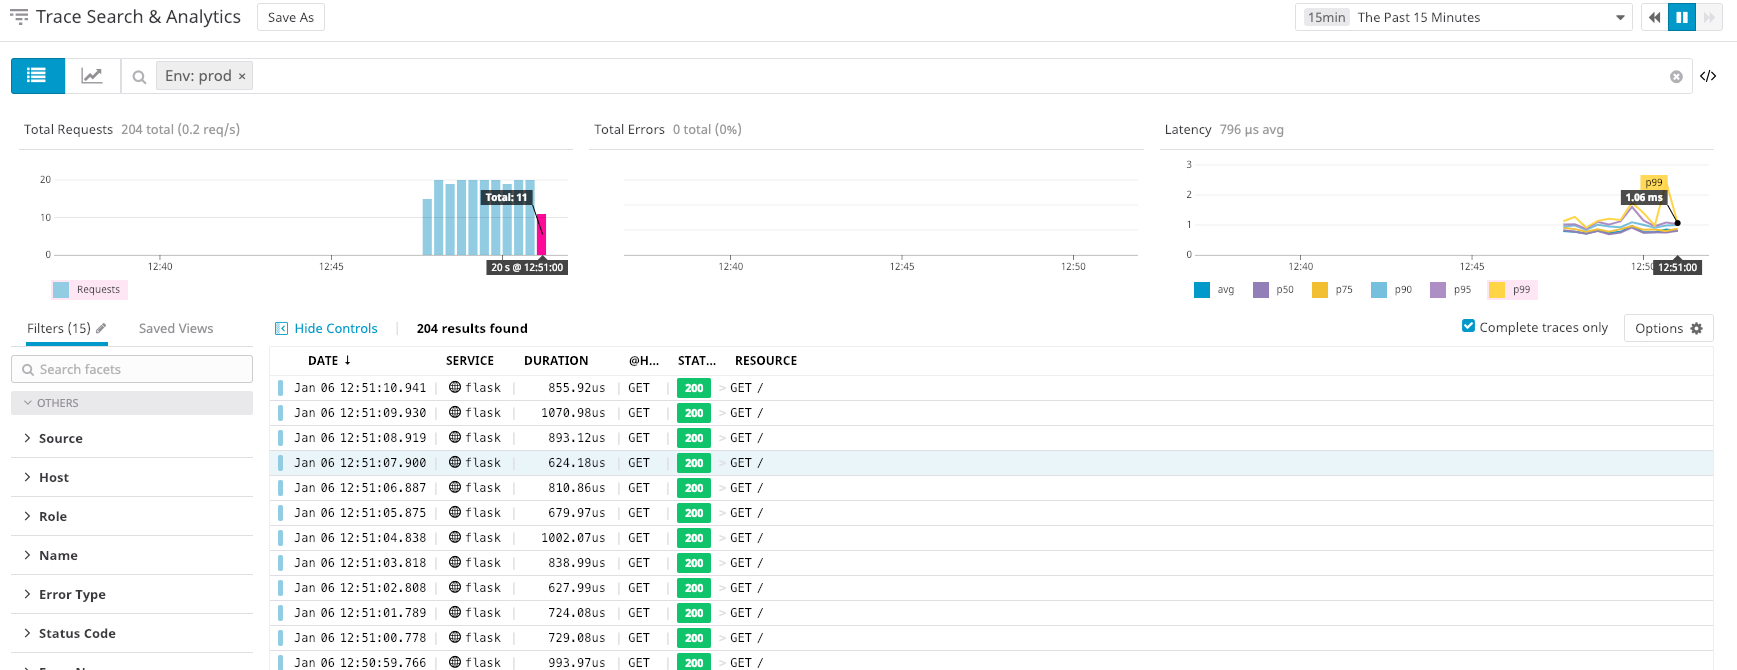 Trace Search & Analytics Save As 15min The Past 15 Minutes
Env: prod × </>
Total Requests 204 total (0.2 req/s)
20
10
0
Total: 11
12:40 12:45 20 s @ 12:51:00
Requests
Total Errors 0 total (0%)
12:40 12:45 12:50
Latency 796 µs avg
3
2
1
0
p99
1.06 ms
12:40 12:45 12:51:00
avg p50 p75 p90 p95 p99
Filters (15) Saved Views
Hide Controls 204 results found Complete traces only Options
Search facets
OTHERS
Source
Host
Role
Name
Error Type
Status Code
DATE ↓ SERVICE DURATION @H... STAT... RESOURCE
Jan 06 12:51:10.941 flask 855.92us GET 200 > GET /
Jan 06 12:51:09.930 flask 1070.98us GET 200 > GET /
Jan 06 12:51:08.919 flask 893.12us GET 200 > GET /
Jan 06 12:51:07.900 flask 624.18us GET 200 > GET /
Jan 06 12:51:06.887 flask 810.86us GET 200 > GET /
Jan 06 12:51:05.875 flask 679.97us GET 200 > GET /
Jan 06 12:51:04.838 flask 1002.07us GET 200 > GET /
Jan 06 12:51:03.818 flask 838.99us GET 200 > GET /
Jan 06 12:51:02.808 flask 627.99us GET 200 > GET /
Jan 06 12:51:01.789 flask 724.08us GET 200 > GET /
Jan 06 12:51:00.778 flask 729.08us GET 200 > GET /
Jan 06 12:50:59.766 flask 993.97us GET 200 > GET /